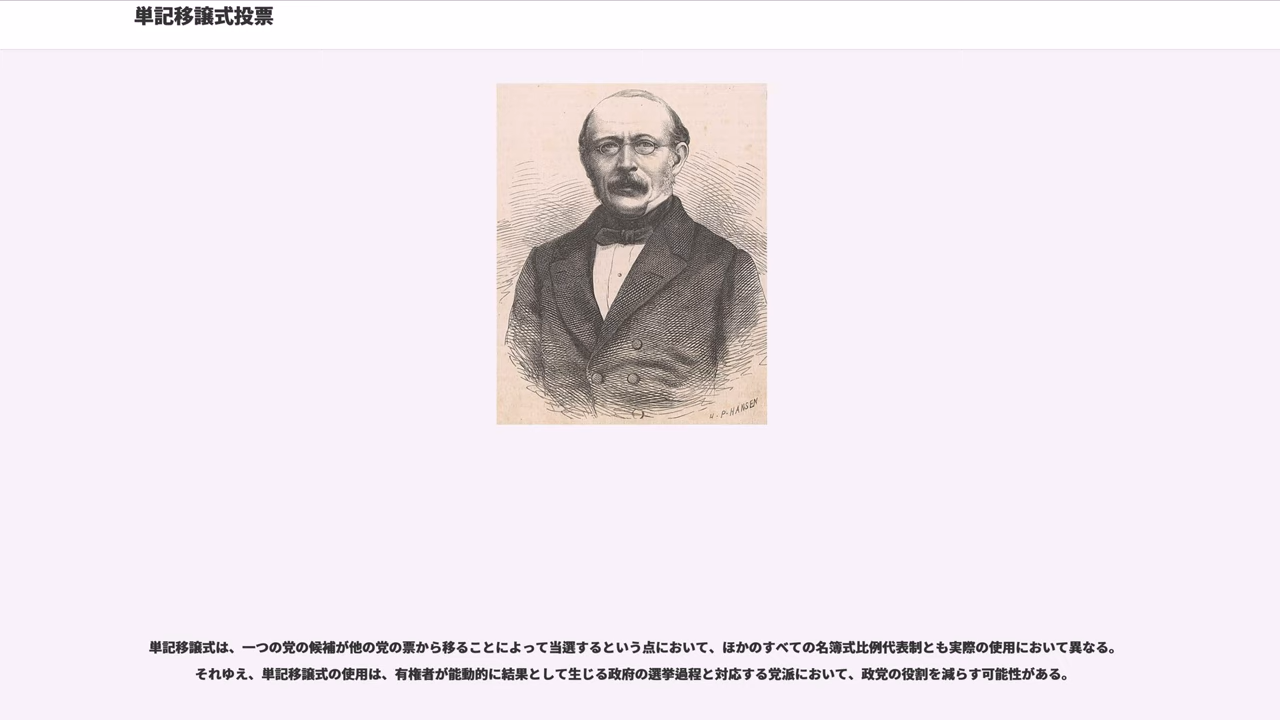 単記移譲式投票
H. P. HANSEN
単記移譲式は、一つの党の候補が他の党の票から移ることによって当選するという点において、ほかのすべての名簿式比例代表制とも実際の使用において異なる。
それゆえ、単記移譲式の使用は、有権者が能動的に結果として生じる政府の選挙過程と対応する党派において、政党の役割を減らす可能性がある。